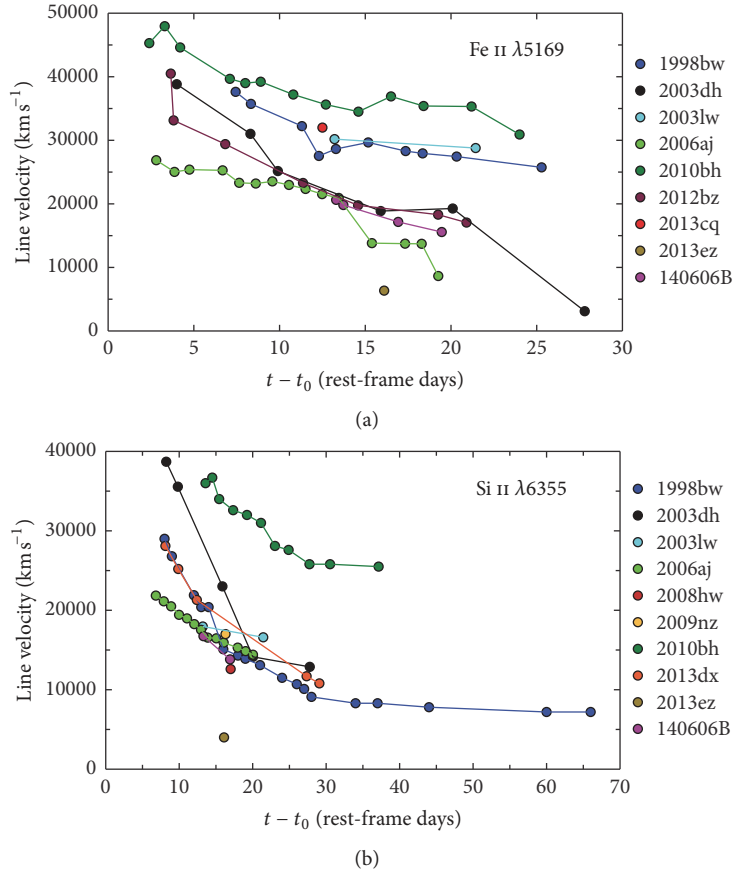 50000
40000
30000
20000
10000
0
Line velocity (km s⁻¹)
Fe II λ5169
0 5 10 15 20 25 30
t − t₀ (rest-frame days)
1998bw
2003dh
2003lw
2006aj
2010bh
2012bz
2013cq
2013ez
140606B
(a)
40000
30000
20000
10000
0
Line velocity (km s⁻¹)
Si II λ6355
0 10 20 30 40 50 60 70
t − t₀ (rest-frame days)
1998bw
2003dh
2003lw
2006aj
2008hw
2009nz
2010bh
2013dx
2013ez
140606B
(b)